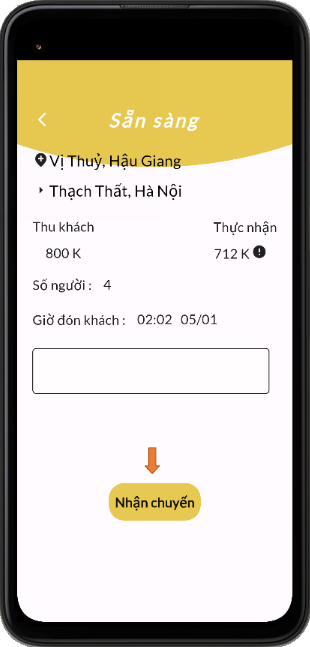 Sẵn sàng
Vị Thuỷ, Hậu Giang
Thạch Thất, Hà Nội
Thu khách Thực nhận
800 K 712 K
Số người : 4
Giờ đón khách : 02:02 05/01
Nhận chuyến